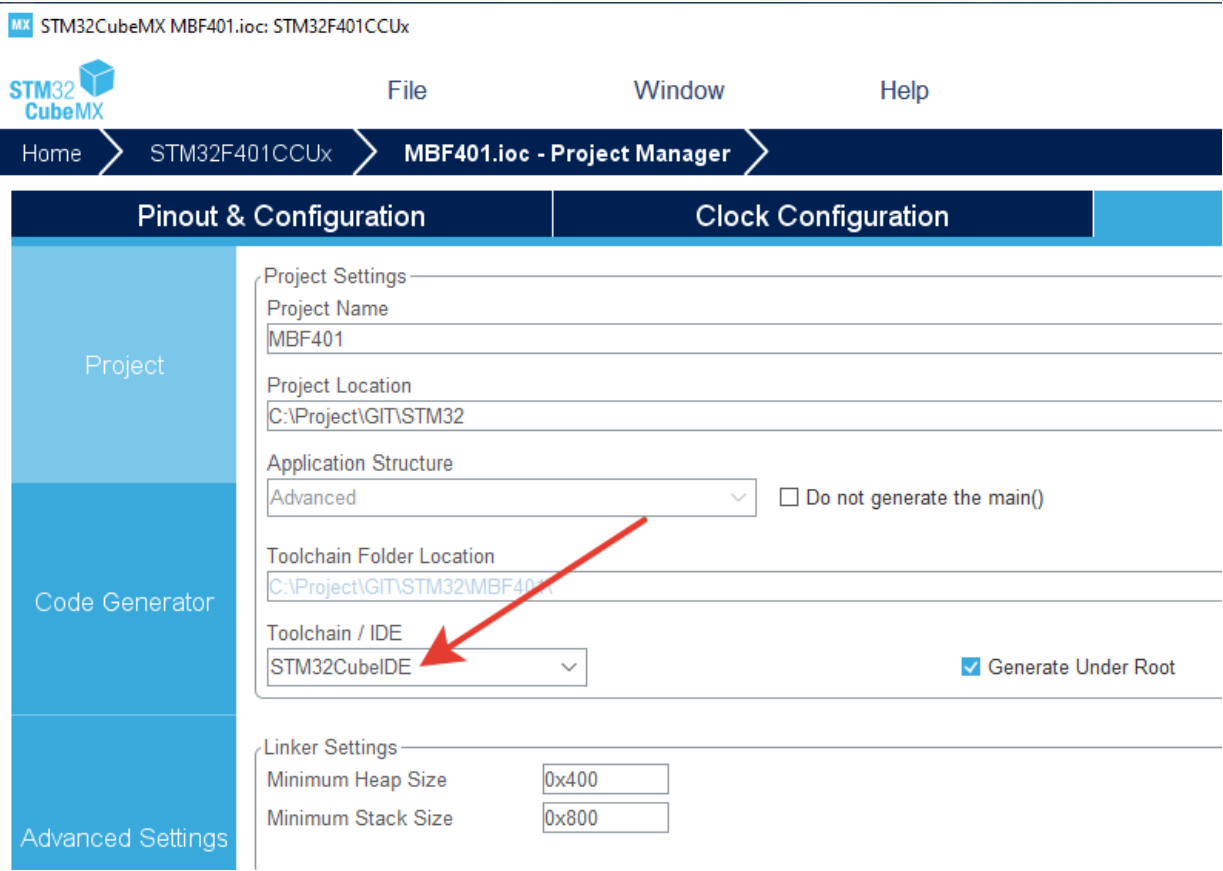 MX STM32CubeMX MBF401.ioc: STM32F401CCUx
STM32
CubeMX
File Window Help
Home STM32F401CCUx MBF401.ioc - Project Manager
Pinout & Configuration Clock Configuration
Project
Code Generator
Advanced Settings
Project Settings
Project Name
MBF401
Project Location
C:\Project\GIT\STM32
Application Structure
Advanced Do not generate the main()
Toolchain Folder Location
C:\Project\GIT\STM32\MBF401\
Toolchain / IDE
STM32CubeIDE Generate Under Root
Linker Settings
Minimum Heap Size 0x400
Minimum Stack Size 0x800